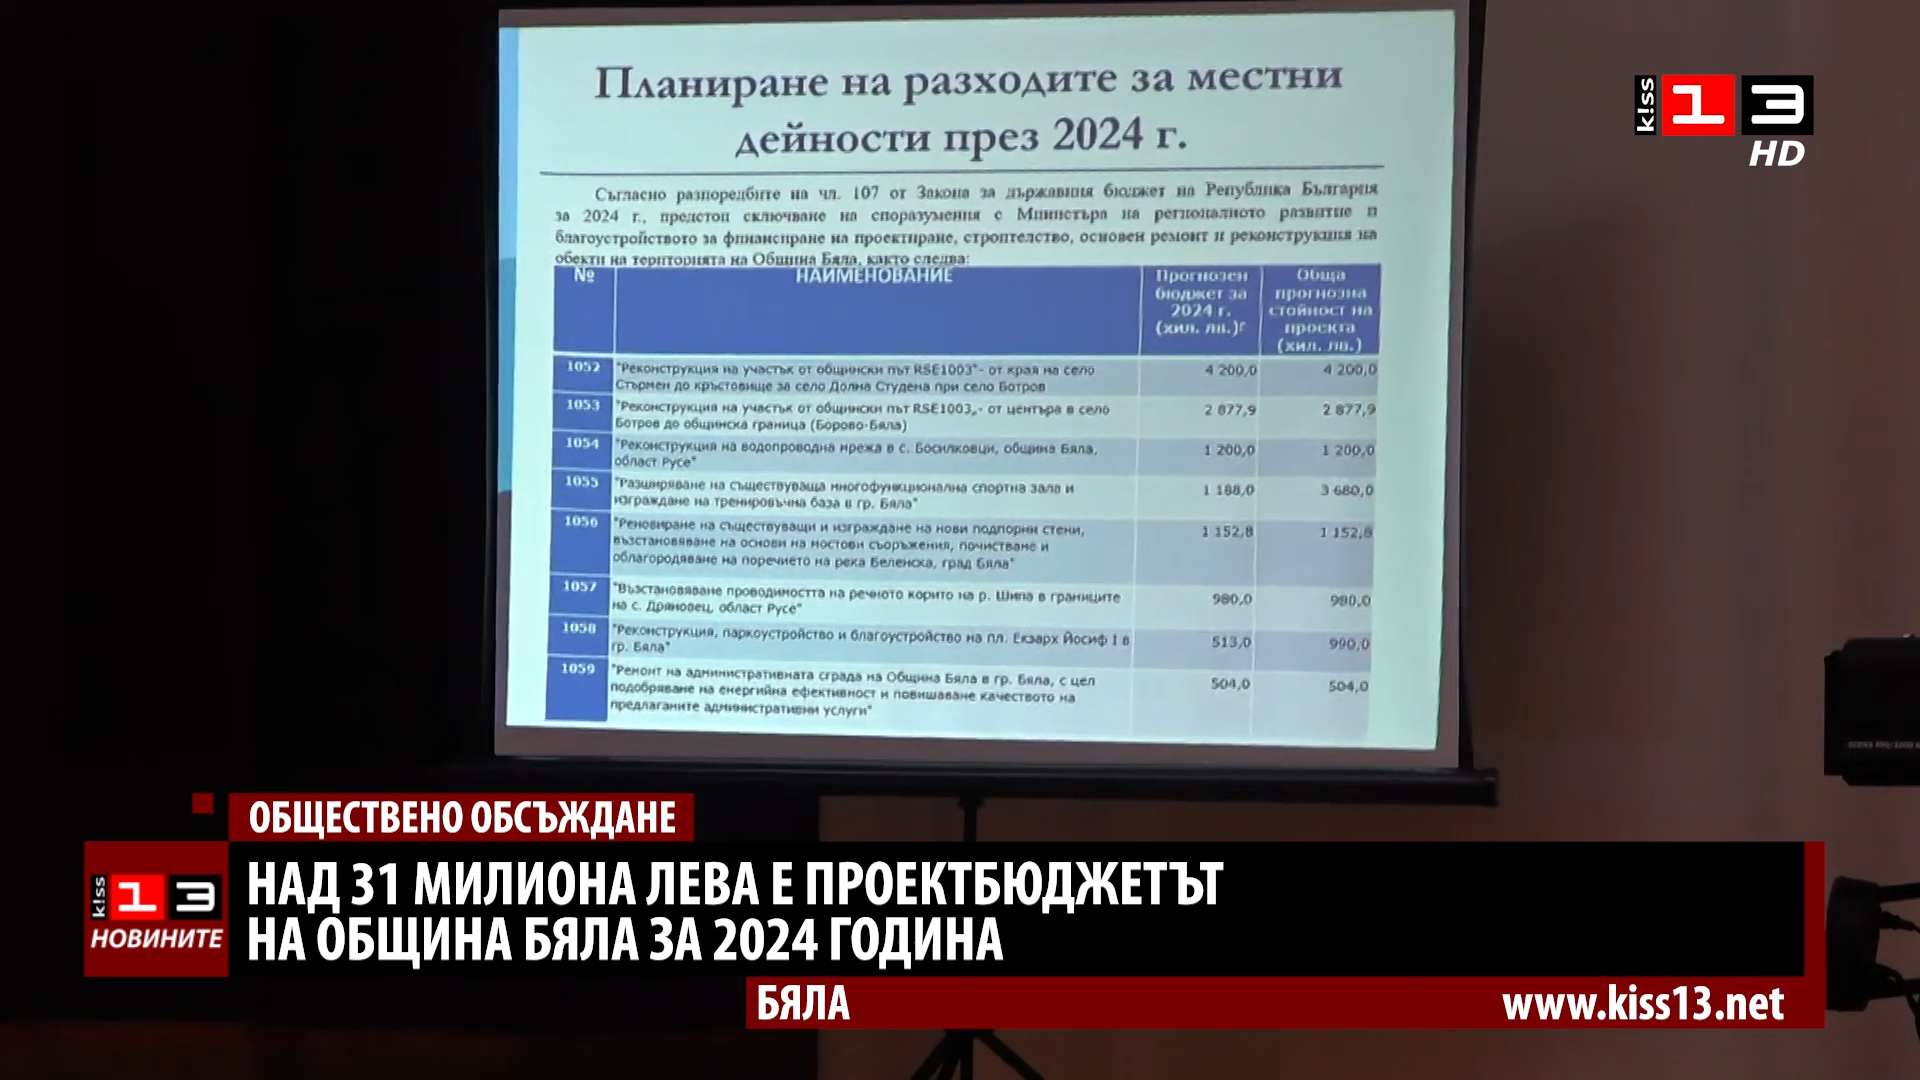 Планиране на разходите за местни
дейности през 2024 г.
Съгласно разпоредбите на чл. 107 от Закона за държавния бюджет на Република България
за 2024 г., предстои сключване на споразумения с Министъра на регионалното развитие и
благоустройството за финансиране на проектиране, строителство, основен ремонт и реконструкция на
обекти на територията на Община Бяла, както следва:
№ НАИМЕНОВАНИЕ Прогнозен бюджет за 2024 г. (хил. лв.) Обща прогнозна стойност на проекта (хил. лв.)
1052 "Реконструкция на участък от общински път RSE1003"- от края на село 4 200,0 4 200,0
Стърмен до кръстовище за село Долна Студена при село Ботров
1053 "Реконструкция на участък от общински път RSE1003„- от центъра в село 2 877,9 2 877,9
Ботров до общинска граница (Борово-Бяла)
1054 "Реконструкция на водопроводна мрежа в с. Босилковци, община Бяла, 1 200,0 1 200,0
област Русе"
1055 "Разширяване на съществуваща многофункционална спортна зала и 1 188,0 3 680,0
изграждане на тренировъчна база в гр. Бяла"
1056 "Реновиране на съществуващи и изграждане на нови подпорни стени, 1 152,8 1 152,8
възстановяване на основи на мостови съоръжения, почистване и
облагородяване на поречието на река Беленска, град Бяла"
1057 "Възстановяване проводимостта на речното корито на р. Шипа в границите 980,0 980,0
на с. Дряновец, област Русе"
1058 "Реконструкция, паркоустройство и благоустройство на пл. Екзарх Йосиф I в 513,0 990,0
гр. Бяла"
1059 "Ремонт на административната сграда на Община Бяла в гр. Бяла, с цел 504,0 504,0
подобряване на енергийна ефективност и повишаване качеството на
предлаганите административни услуги"
k!ss 13
HD
ОБЩЕСТВЕНО ОБСЪЖДАНЕ
НАД 31 МИЛИОНА ЛЕВА Е ПРОЕКТБЮДЖЕТЪТ
НА ОБЩИНА БЯЛА ЗА 2024 ГОДИНА
k!ss 13
НОВИНИТЕ
БЯЛА
www.kiss13.net